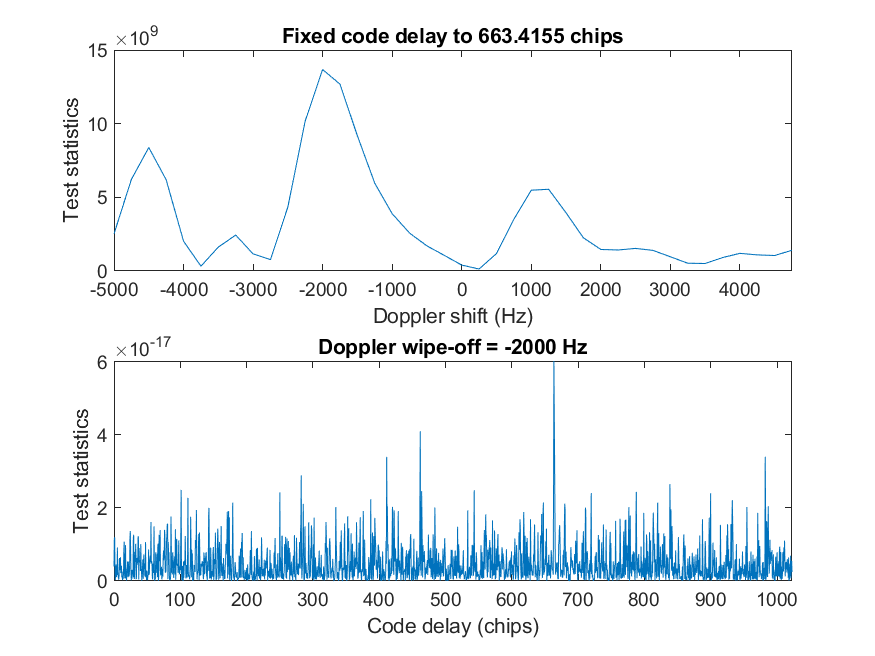 Fixed code delay to 663.4155 chips
×10^9
15
10
5
0
Test statistics
-5000 -4000 -3000 -2000 -1000 0 1000 2000 3000 4000
Doppler shift (Hz)
Doppler wipe-off = -2000 Hz
×10^-17
6
4
2
0
Test statistics
0 100 200 300 400 500 600 700 800 900 1000
Code delay (chips)